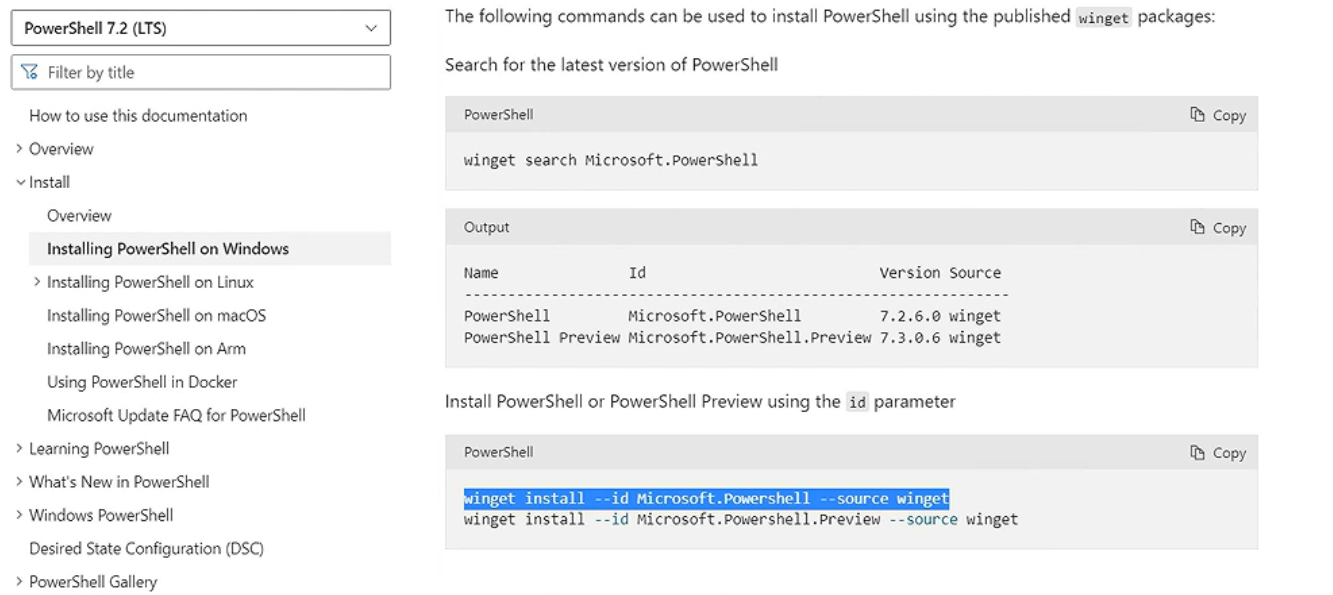 PowerShell 7.2 (LTS)
Filter by title
How to use this documentation
Overview
Install
Overview
Installing PowerShell on Windows
Installing PowerShell on Linux
Installing PowerShell on macOS
Installing PowerShell on Arm
Using PowerShell in Docker
Microsoft Update FAQ for PowerShell
Learning PowerShell
What's New in PowerShell
Windows PowerShell
Desired State Configuration (DSC)
PowerShell Gallery
The following commands can be used to install PowerShell using the published winget packages:
Search for the latest version of PowerShell
PowerShell Copy
winget search Microsoft.PowerShell
Output Copy
Name Id Version Source
---------------------------------------------------------------
PowerShell Microsoft.PowerShell 7.2.6.0 winget
PowerShell Preview Microsoft.PowerShell.Preview 7.3.0.6 winget
Install PowerShell or PowerShell Preview using the id parameter
PowerShell Copy
winget install --id Microsoft.Powershell --source winget
winget install --id Microsoft.Powershell.Preview --source winget